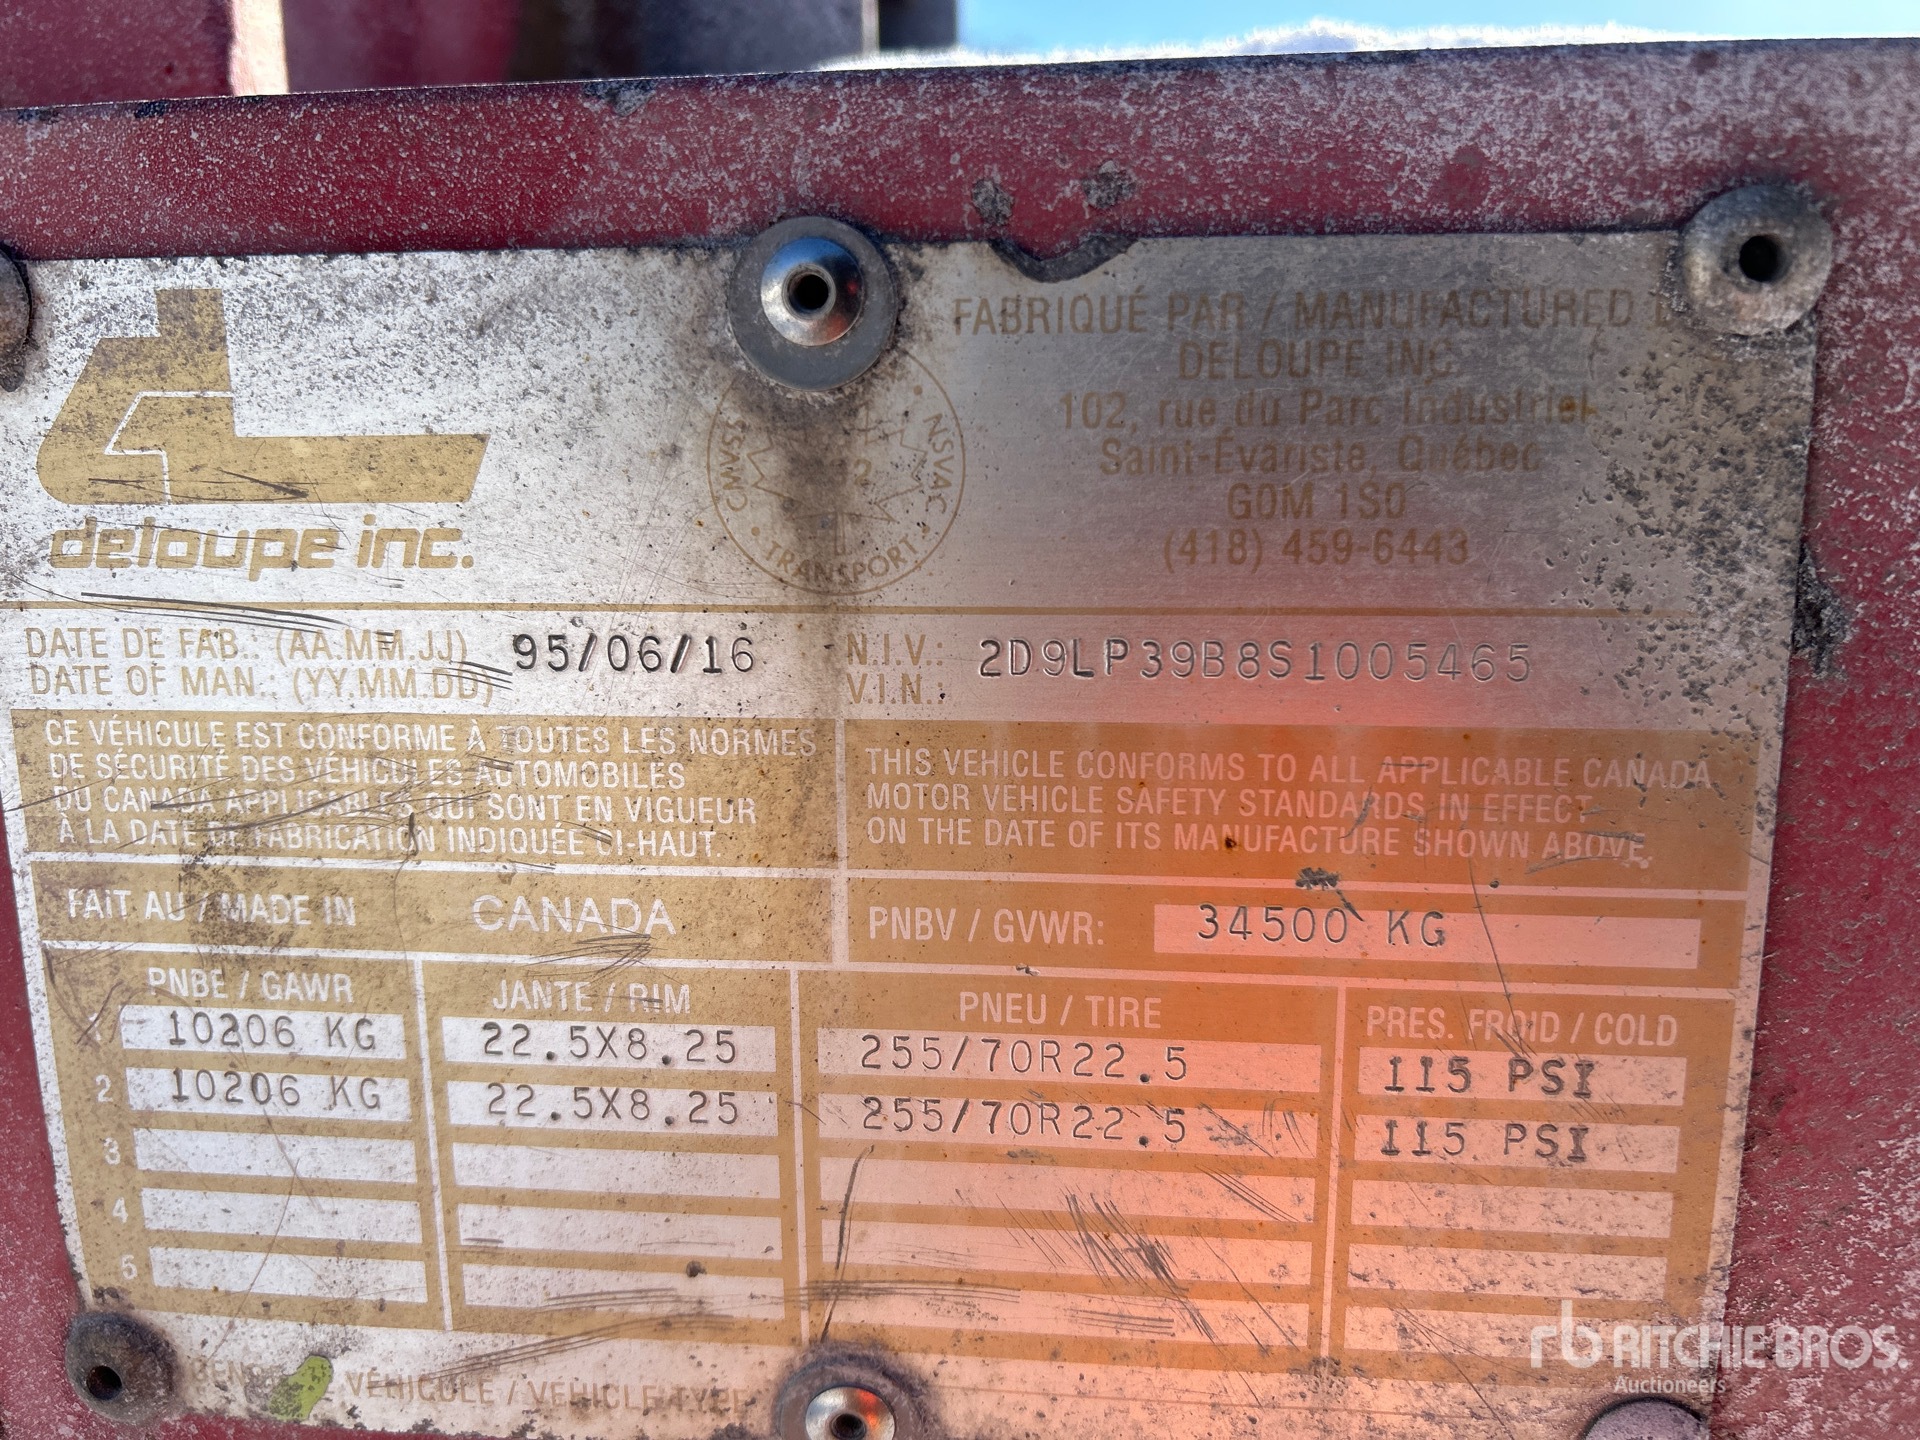 deloupe inc.
CMVSS · NSVAC · TRANSPORT ·
FABRIQUÉ PAR / MANUFACTURED
DELOUPE INC
102, rue du Parc Industriel
Saint-Évariste, Québec
G0M 1S0
(418) 459-6443
DATE DE FAB.: (AA.MM.JJ)
DATE OF MAN.: (YY.MM.DD)
95/06/16
N.I.V.:
V.I.N.:
2D9LP39B8S1005465
CE VÉHICULE EST CONFORME À TOUTES LES NORMES
DE SÉCURITÉ DES VÉHICULES AUTOMOBILES
DU CANADA APPLICABLES QUI SONT EN VIGUEUR
À LA DATE DE FABRICATION INDIQUÉE CI-HAUT.
THIS VEHICLE CONFORMS TO ALL APPLICABLE CANADA
MOTOR VEHICLE SAFETY STANDARDS IN EFFECT
ON THE DATE OF ITS MANUFACTURE SHOWN ABOVE.
FAIT AU / MADE IN CANADA
PNBV / GVWR: 34500 KG
PNBE / GAWR JANTE / RIM PNEU / TIRE PRES. FROID / COLD
1 10206 KG 22.5X8.25 255/70R22.5 115 PSI
2 10206 KG 22.5X8.25 255/70R22.5 115 PSI
3
4
5
VÉHICULE / VEHICLE TYPE
rb RITCHIE BROS.
Auctioneers